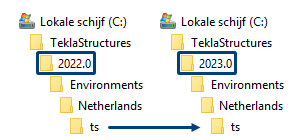 Lokale schijf (C:)
TeklaStructures
2022.0
Environments
Netherlands
ts
Lokale schijf (C:)
TeklaStructures
2023.0
Environments
Netherlands
ts